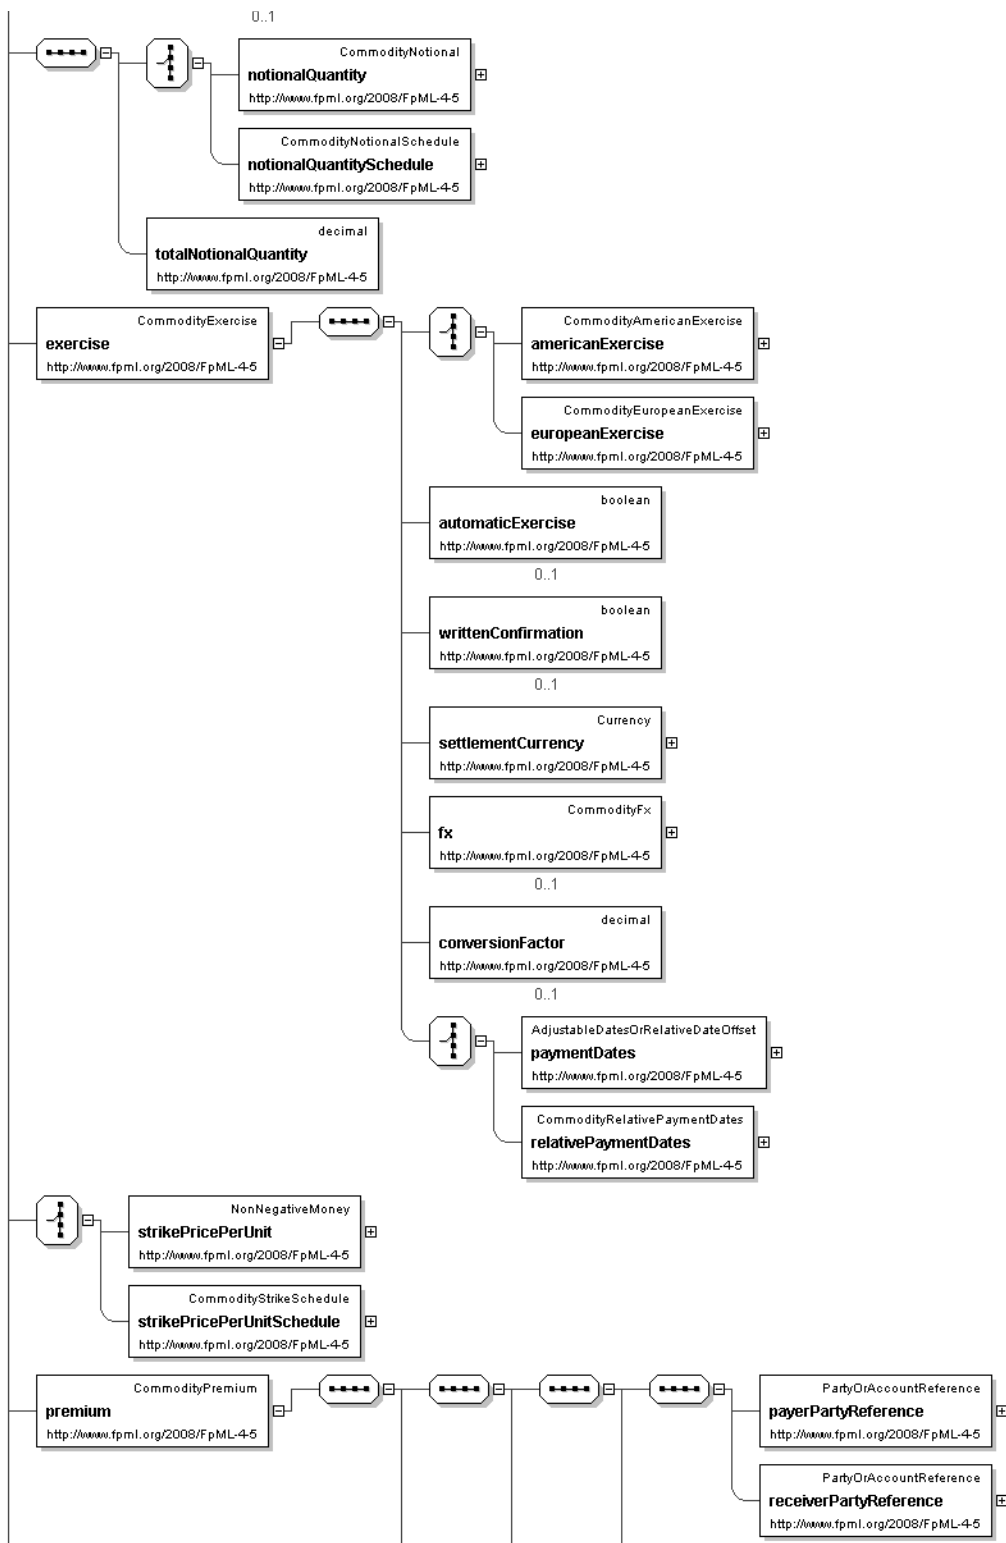 0..1
CommodityNotional
notionalQuantity
http://www.fpml.org/2008/FpML-4-5
CommodityNotionalSchedule
notionalQuantitySchedule
http://www.fpml.org/2008/FpML-4-5
decimal
totalNotionalQuantity
http://www.fpml.org/2008/FpML-4-5
CommodityExercise
exercise
http://www.fpml.org/2008/FpML-4-5
CommodityAmericanExercise
americanExercise
http://www.fpml.org/2008/FpML-4-5
CommodityEuropeanExercise
europeanExercise
http://www.fpml.org/2008/FpML-4-5
boolean
automaticExercise
http://www.fpml.org/2008/FpML-4-5
0..1
boolean
writtenConfirmation
http://www.fpml.org/2008/FpML-4-5
0..1
Currency
settlementCurrency
http://www.fpml.org/2008/FpML-4-5
CommodityFx
fx
http://www.fpml.org/2008/FpML-4-5
0..1
decimal
conversionFactor
http://www.fpml.org/2008/FpML-4-5
0..1
AdjustableDatesOrRelativeDateOffset
paymentDates
http://www.fpml.org/2008/FpML-4-5
CommodityRelativePaymentDates
relativePaymentDates
http://www.fpml.org/2008/FpML-4-5
NonNegativeMoney
strikePricePerUnit
http://www.fpml.org/2008/FpML-4-5
CommodityStrikeSchedule
strikePricePerUnitSchedule
http://www.fpml.org/2008/FpML-4-5
CommodityPremium
premium
http://www.fpml.org/2008/FpML-4-5
PartyOrAccountReference
payerPartyReference
http://www.fpml.org/2008/FpML-4-5
PartyOrAccountReference
receiverPartyReference
http://www.fpml.org/2008/FpML-4-5